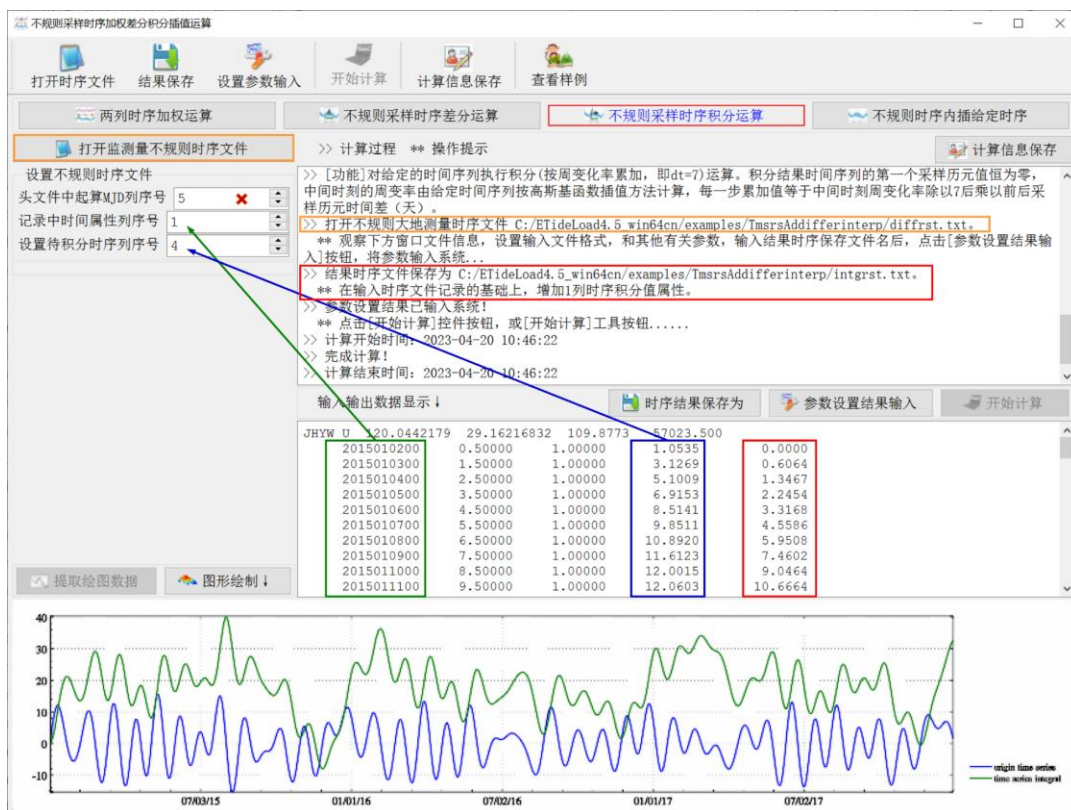 不规则采样时序加权差分积分插值运算
打开时序文件 结果保存 设置参数输入 开始计算 计算信息保存 查看样例
两列时序加权运算 不规则采样时序差分运算 不规则采样时序积分运算 不规则时序内插给定时序
打开监测量不规则时序文件
>> 计算过程 ** 操作提示
计算信息保存
设置不规则时序文件
头文件中起算MJD列序号 5
记录中时间属性列序号 1
设置待积分时序列序号 4
>> [功能]对给定的时间序列执行积分(按周变化率累加，即dt=7)运算。积分结果时间序列的第一个采样历元值恒为零，
中间时刻的周变率由给定时间序列按高斯基函数插值方法计算，每一步累加值等于中间时刻周变化率除以7后乘以前后采
样历元时间差（天）。
>> 打开不规则大地测量时序文件 C:/ETideLoad4.5_win64cn/examples/TmsrsAddifferinterp/diffrst.txt。
** 观察下方窗口文件信息，设置输入文件格式，和其他有关参数，输入结果时序保存文件名后，点击[参数设置结果输
入]按钮，将参数输入系统...
>> 结果时序文件保存为 C:/ETideLoad4.5_win64cn/examples/TmsrsAddifferinterp/intgrst.txt。
** 在输入时序文件记录的基础上，增加1列时序积分值属性。
>> 参数设置结果已输入系统！
** 点击[开始计算]控件按钮，或[开始计算]工具按钮......
>> 计算开始时间：2023-04-20 10:46:22
>> 完成计算！
>> 计算结束时间：2023-04-20 10:46:22
输入输出数据显示↓
时序结果保存为 参数设置结果输入 开始计算
JHYW U 120.0442179 29.16216832 109.8773 57023.500
2015010200 0.50000 1.00000 1.0535 0.0000
2015010300 1.50000 1.00000 3.1269 0.6064
2015010400 2.50000 1.00000 5.1009 1.3467
2015010500 3.50000 1.00000 6.9153 2.2454
2015010600 4.50000 1.00000 8.5141 3.3168
2015010700 5.50000 1.00000 9.8511 4.5586
2015010800 6.50000 1.00000 10.8920 5.9508
2015010900 7.50000 1.00000 11.6123 7.4602
2015011000 8.50000 1.00000 12.0015 9.0464
2015011100 9.50000 1.00000 12.0603 10.6664
提取绘图数据 图形绘制↓
40
30
20
10
0
-10
07/03/15 01/01/16 07/02/16 01/01/17 07/02/17
origin time series
time series integral